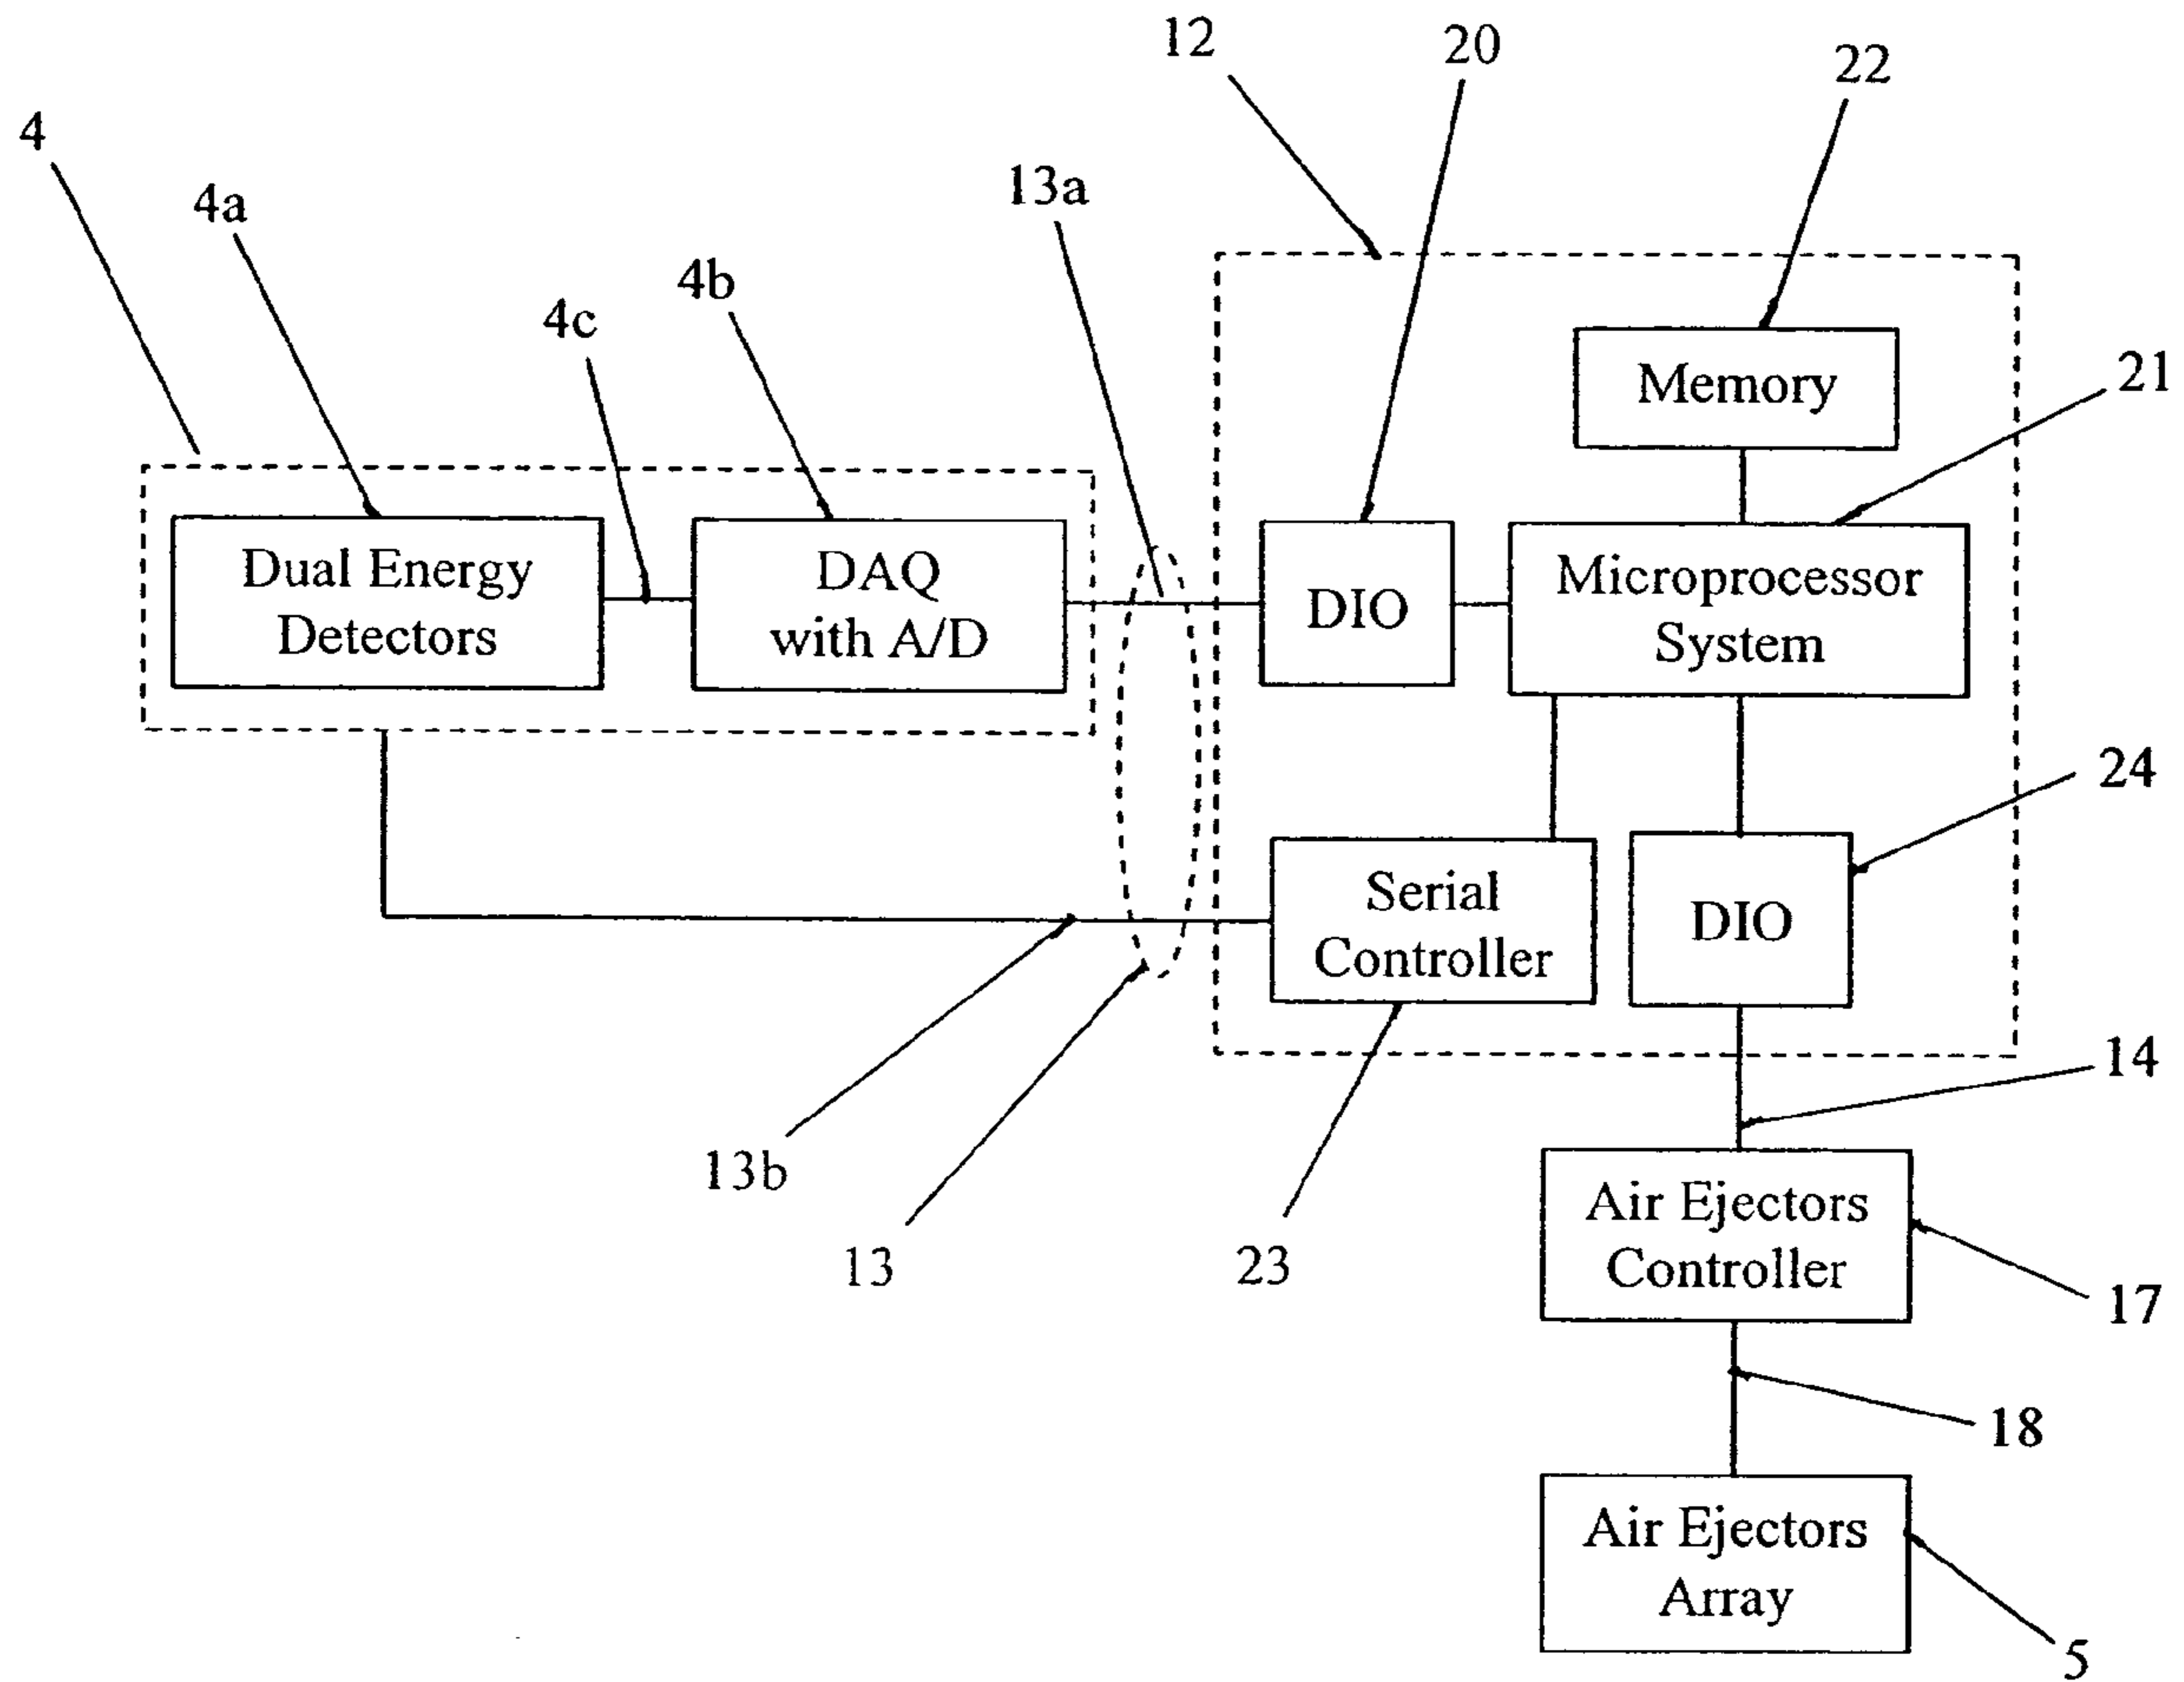 12
20
22
4
4a
13a
4b
4c
21
Memory
Dual Energy
Detectors
DAQ
with A/D
DIO
Microprocessor
System
24
Serial
Controller
DIO
14
13b
13
23
Air Ejectors
Controller
17
18
Air Ejectors
Array
5